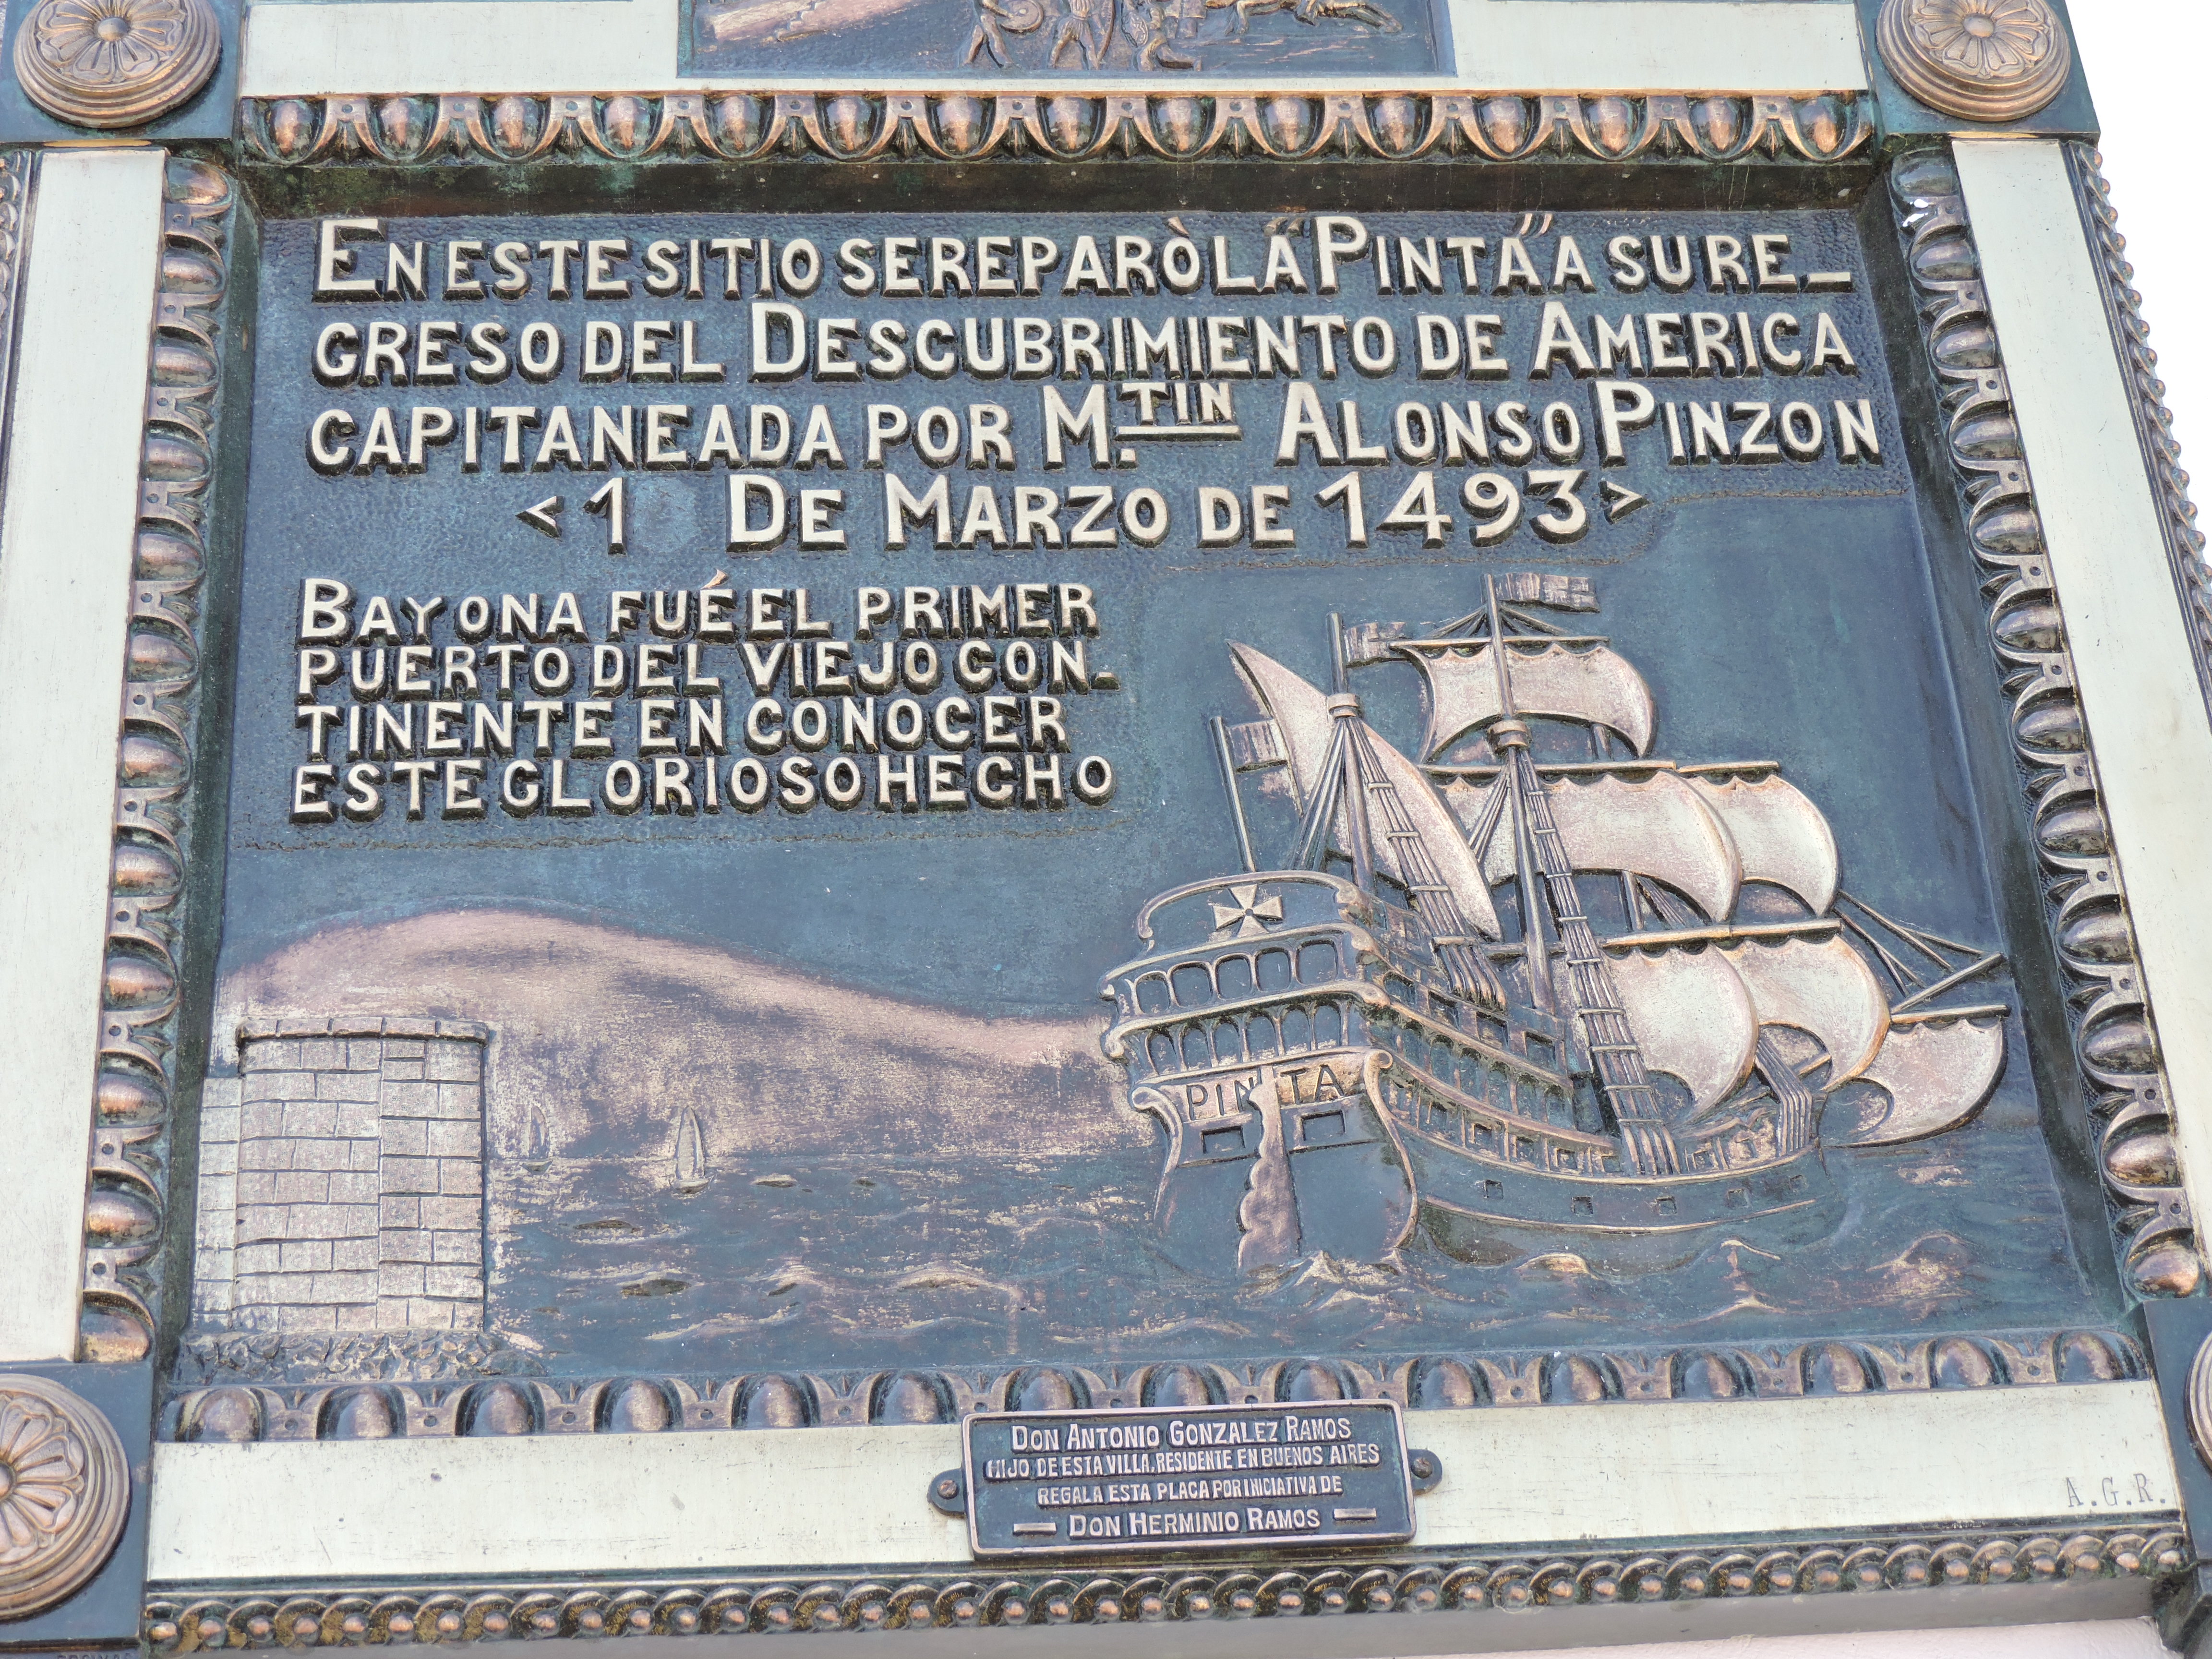 EN ESTE SITIO SE REPARÒ LA "PINTA" A SU RE_
GRESO DEL DESCUBRIMIENTO DE AMERICA
CAPITANEADA POR M.TIN ALONSO PINZON
<1 DE MARZO DE 1493>
BAYONA FUÉ EL PRIMER
PUERTO DEL VIEJO CON-
TINENTE EN CONOCER
ESTE GLORIOSO HECHO
PINTA
DON ANTONIO GONZALEZ RAMOS
HIJO DE ESTA VILLA, RESIDENTE EN BUENOS AIRES
REGALA ESTA PLACA POR INICIATIVA DE
— DON HERMINIO RAMOS —
A.G.R.